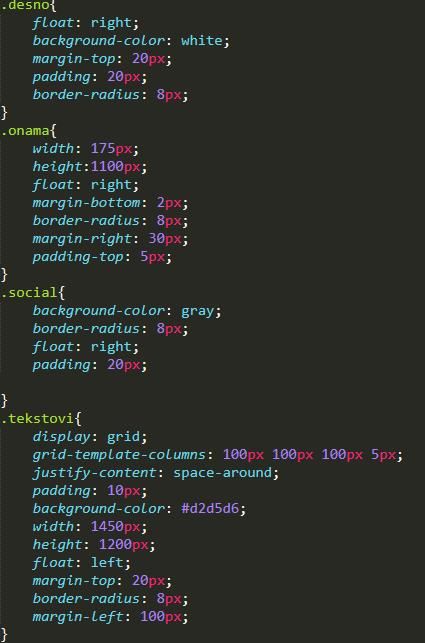 .desno{
float: right;
background-color: white;
margin-top: 20px;
padding: 20px;
border-radius: 8px;
}
.onama{
width: 175px;
height:1100px;
float: right;
margin-bottom: 2px;
border-radius: 8px;
margin-right: 30px;
padding-top: 5px;
}
.social{
background-color: gray;
border-radius: 8px;
float: right;
padding: 20px;
}
.tekstovi{
display: grid;
grid-template-columns: 100px 100px 100px 5px;
justify-content: space-around;
padding: 10px;
background-color: #d2d5d6;
width: 1450px;
height: 1200px;
float: left;
margin-top: 20px;
border-radius: 8px;
margin-left: 100px;
}